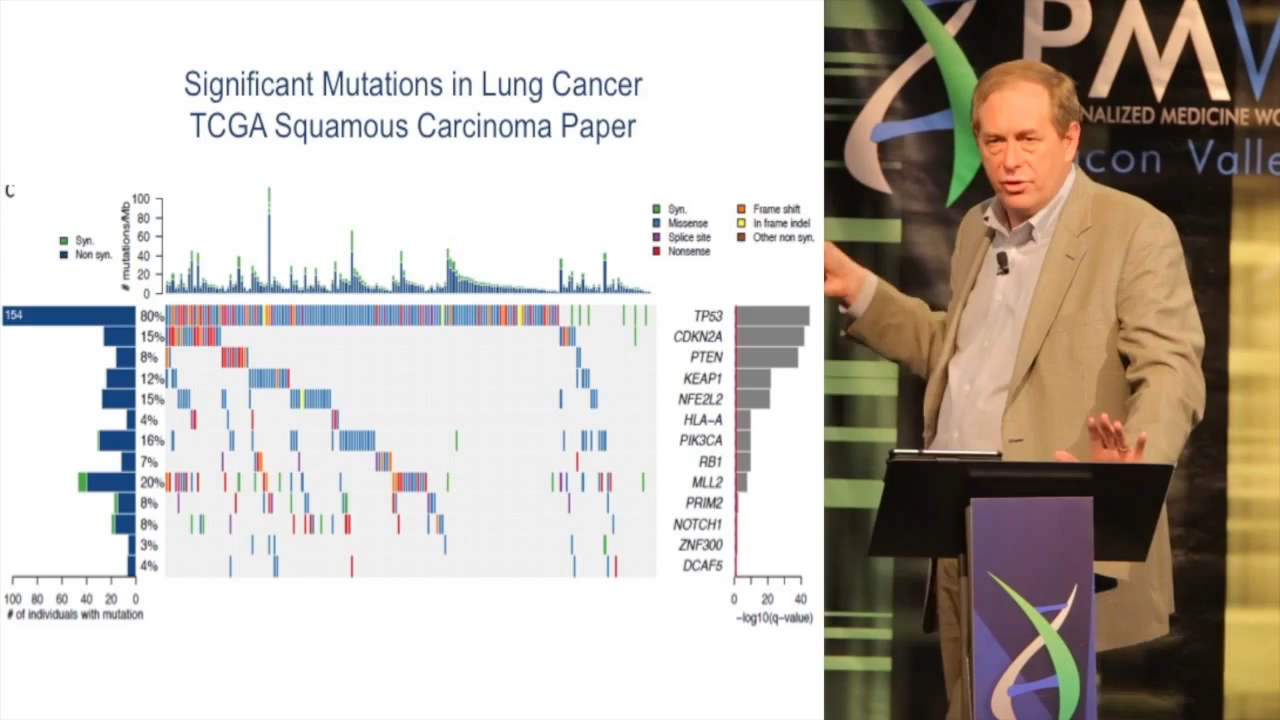 Significant Mutations in Lung Cancer
TCGA Squamous Carcinoma Paper
C
# mutations/Mb
100
80
60
40
20
0
Syn.
Non syn.
Syn.
Missense
Splice site
Nonsense
Frame shift
In frame indel
Other non syn.
154
80% TP53
15% CDKN2A
8% PTEN
12% KEAP1
15% NFE2L2
4% HLA-A
16% PIK3CA
7% RB1
20% MLL2
8% PRIM2
8% NOTCH1
3% ZNF300
4% DCAF5
100 80 60 40 20 0
# of individuals with mutation
0 20 40
-log10(q-value)
PMW
NALIZED MEDICINE WO
icon Valle